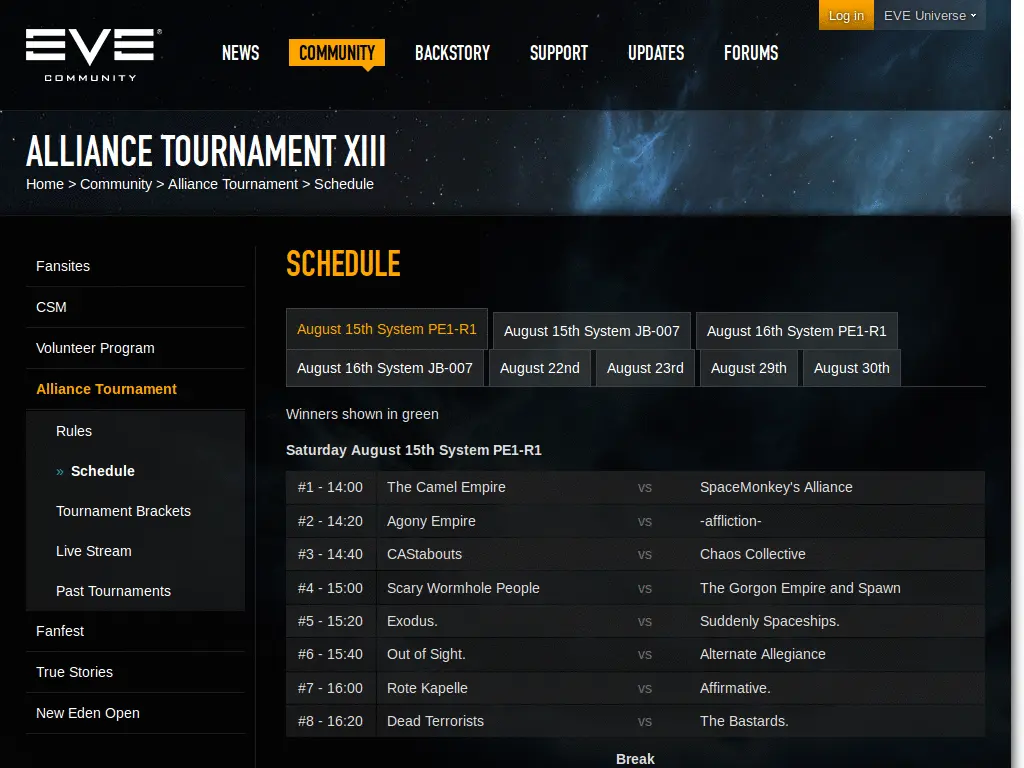 Log in EVE Universe
EVE ®
COMMUNITY
NEWS COMMUNITY BACKSTORY SUPPORT UPDATES FORUMS
ALLIANCE TOURNAMENT XIII
Home > Community > Alliance Tournament > Schedule
Fansites
CSM
Volunteer Program
Alliance Tournament
Rules
» Schedule
Tournament Brackets
Live Stream
Past Tournaments
Fanfest
True Stories
New Eden Open
SCHEDULE
August 15th System PE1-R1 August 15th System JB-007 August 16th System PE1-R1
August 16th System JB-007 August 22nd August 23rd August 29th August 30th
Winners shown in green
Saturday August 15th System PE1-R1
#1 - 14:00 The Camel Empire vs SpaceMonkey's Alliance
#2 - 14:20 Agony Empire vs -affliction-
#3 - 14:40 CAStabouts vs Chaos Collective
#4 - 15:00 Scary Wormhole People vs The Gorgon Empire and Spawn
#5 - 15:20 Exodus. vs Suddenly Spaceships.
#6 - 15:40 Out of Sight. vs Alternate Allegiance
#7 - 16:00 Rote Kapelle vs Affirmative.
#8 - 16:20 Dead Terrorists vs The Bastards.
Break